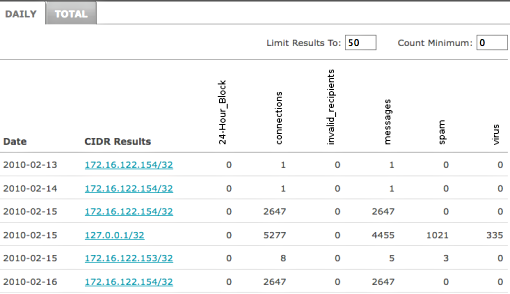 DAILY TOTAL
Limit Results To: 50 Count Minimum: 0
Date CIDR Results 24-Hour_Block connections invalid_recipients messages spam virus
2010-02-13 172.16.122.154/32 0 1 0 1 0 0
2010-02-14 172.16.122.154/32 0 1 0 1 0 0
2010-02-15 172.16.122.154/32 0 2647 0 2647 0 0
2010-02-15 127.0.0.1/32 0 5277 0 4455 1021 335
2010-02-15 172.16.122.153/32 0 8 0 5 3 0
2010-02-16 172.16.122.154/32 0 2647 0 2647 0 0